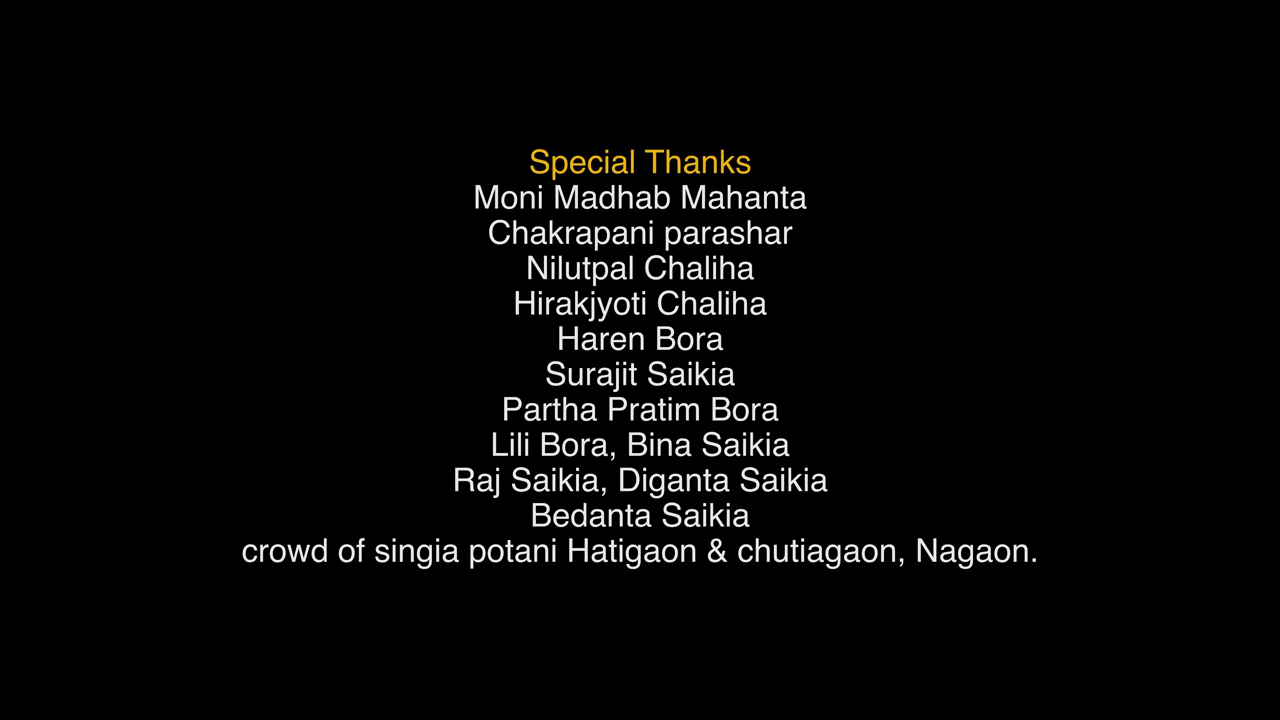 Special Thanks
Moni Madhab Mahanta
Chakrapani parashar
Nilutpal Chaliha
Hirakjyoti Chaliha
Haren Bora
Surajit Saikia
Partha Pratim Bora
Lili Bora, Bina Saikia
Raj Saikia, Diganta Saikia
Bedanta Saikia
crowd of singia potani Hatigaon & chutiagaon, Nagaon.